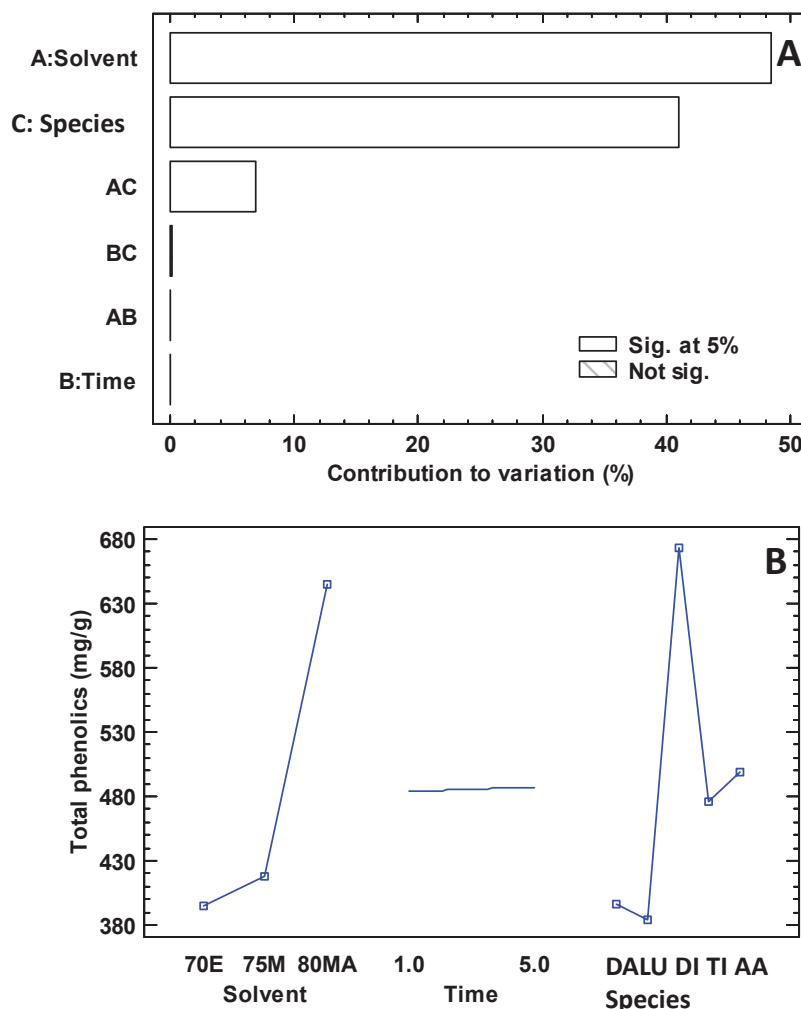 A
A:Solvent
C: Species
AC
BC
AB
B:Time
Sig. at 5%
Not sig.
0 10 20 30 40 50
Contribution to variation (%)
B
680
630
580
530
480
430
380
Total phenolics (mg/g)
70E 75M 80MA 1.0 5.0 DALU DI TI AA
Solvent Time Species